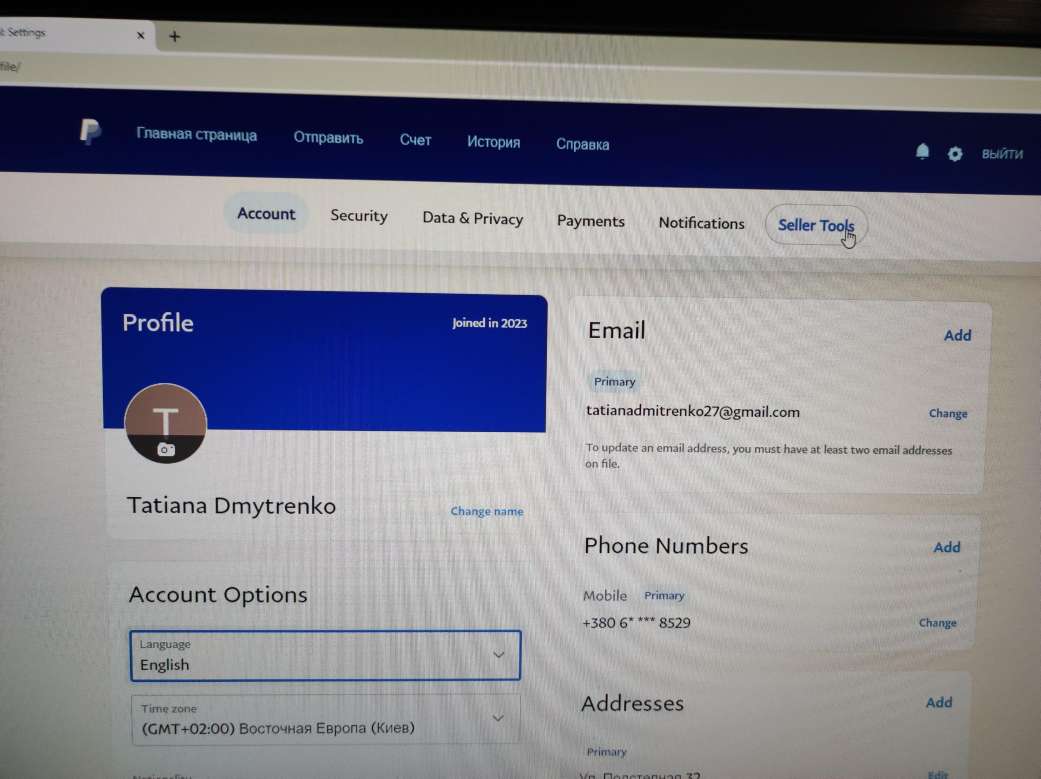 Settings
file/
Главная страница Отправить Счет История Справка ВЫЙТИ
Account Security Data & Privacy Payments Notifications Seller Tools
Profile
Joined in 2023
T
Tatiana Dmytrenko
Change name
Account Options
Language
English
Time zone
(GMT+02:00) Восточная Европа (Киев)
Nationality
Email
Add
Primary
tatianadmitrenko27@gmail.com
Change
To update an email address, you must have at least two email addresses
on file.
Phone Numbers
Add
Mobile Primary
+380 6* *** 8529
Change
Addresses
Add
Primary
Ул. 32
Edit